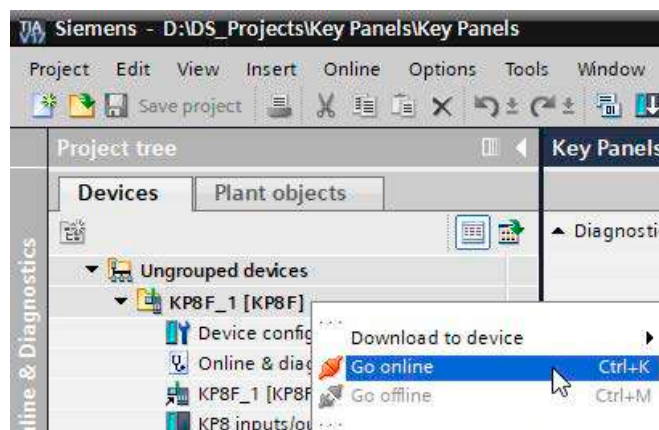 Siemens - D:\DS_Projects\Key Panels\Key Panels
Project Edit View Insert Online Options Tools Window
Save project
Project tree
Key Panels
Devices Plant objects
Diagnosti
Ungrouped devices
KP8F_1 [KP8F]
Device config
Download to device
Online & diag
Go online Ctrl+K
KP8F_1 [KP8F
Go offline Ctrl+M
KP8 inputs/ou
line & Diagnostics